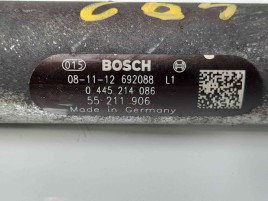 015 BOSCH
08-11-12 692088 L1
0 445 214 086
55 211 906
Made in Germany